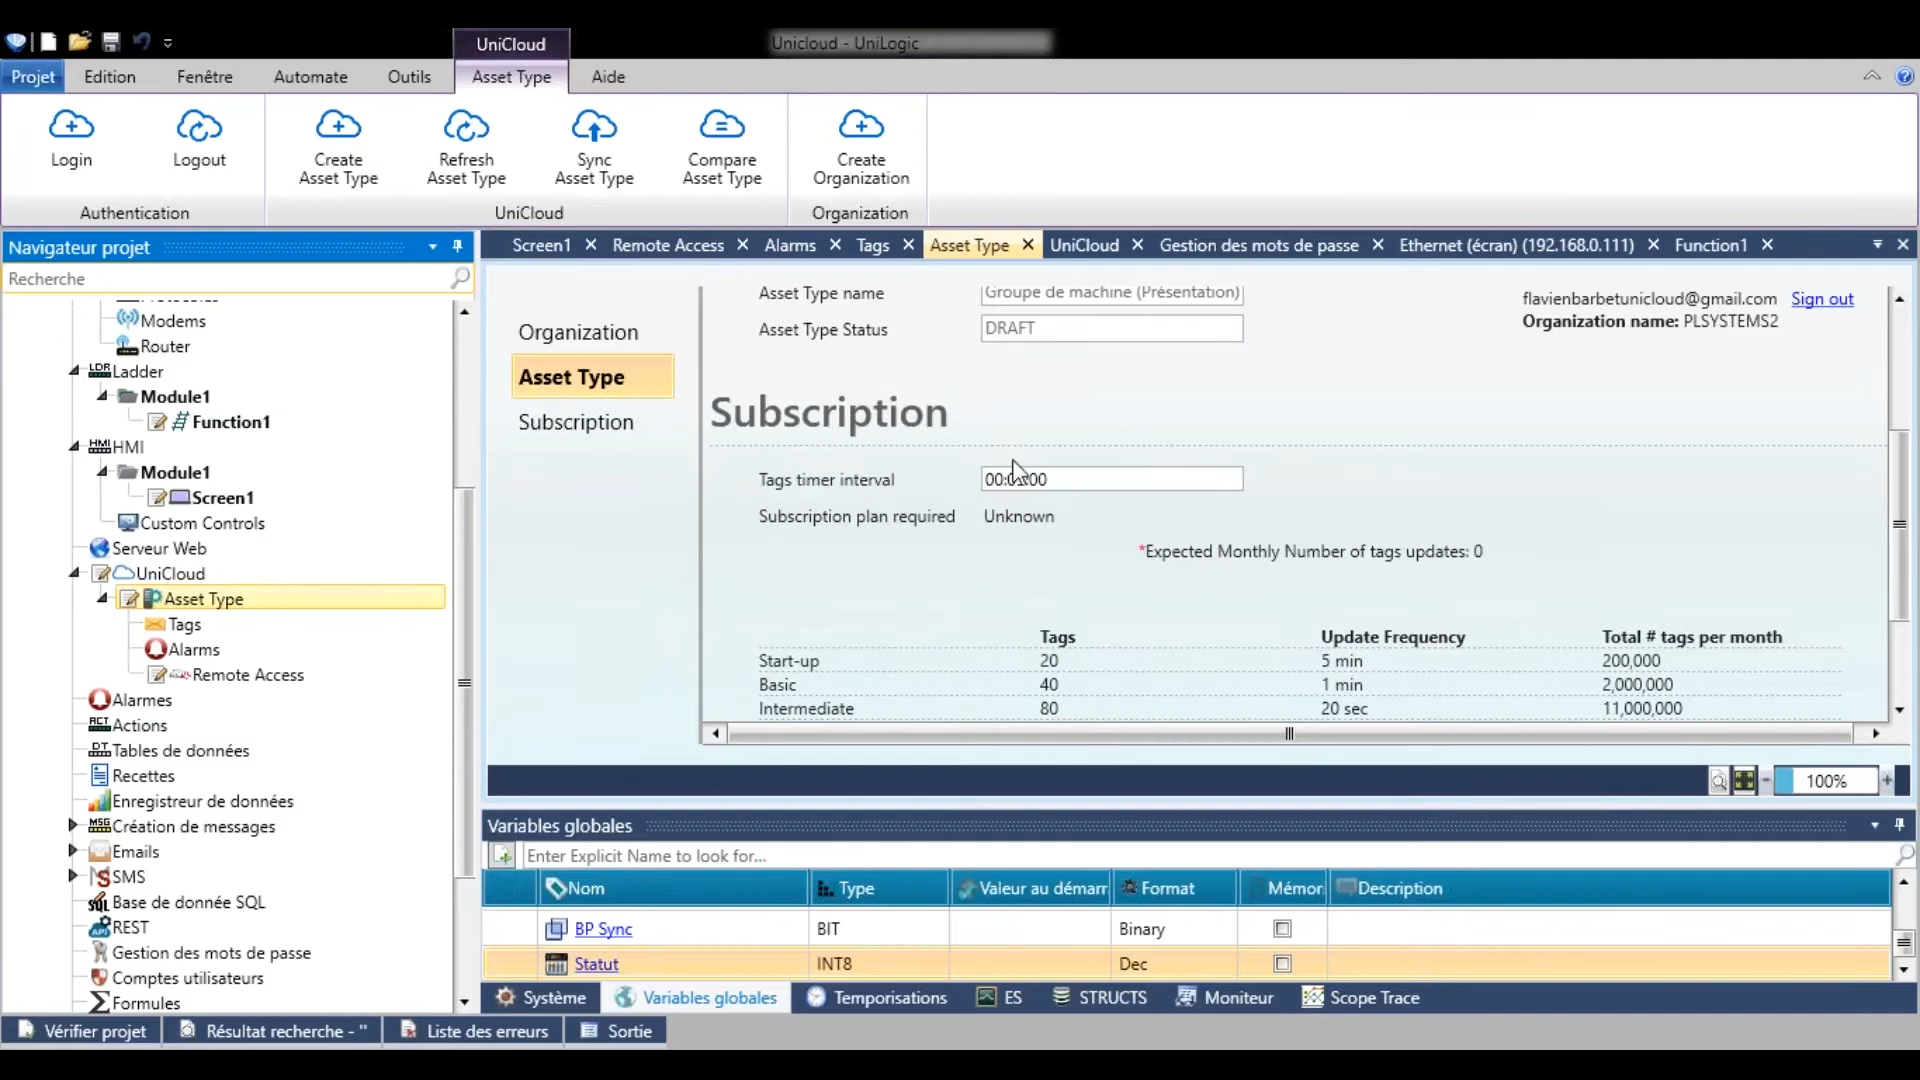 UniCloud
Unicloud - UniLogic
Projet Edition Fenêtre Automate Outils Asset Type Aide
Login Logout Create Asset Type Refresh Asset Type Sync Asset Type Compare Asset Type Create Organization
Authentication UniCloud Organization
Navigateur projet
Recherche
Modems
Router
LDR Ladder
Module1
Function1
HMI HMI
Module1
Screen1
Custom Controls
Serveur Web
UniCloud
Asset Type
Tags
Alarms
Remote Access
Alarmes
ACT Actions
DT Tables de données
Recettes
Enregistreur de données
MSG Création de messages
Emails
SMS
SQL Base de donnée SQL
API REST
Gestion des mots de passe
Comptes utilisateurs
Formules
Screen1 Remote Access Alarms Tags Asset Type UniCloud Gestion des mots de passe Ethernet (écran) (192.168.0.111) Function1
Organization
Asset Type
Subscription
Asset Type name Groupe de machine (Présentation)
Asset Type Status DRAFT
flavienbarbetunicloud@gmail.com Sign out
Organization name: PLSYSTEMS2
Subscription
Tags timer interval
Subscription plan required Unknown
*Expected Monthly Number of tags updates: 0
Tags Update Frequency Total # tags per month
Start-up 20 5 min 200,000
Basic 40 1 min 2,000,000
Intermediate 80 20 sec 11,000,000
100%
Variables globales
Enter Explicit Name to look for...
Nom Type Valeur au démarr Format Mémor Description
BP Sync BIT Binary
Statut INT8 Dec
Système Variables globales Temporisations ES STRUCTS Moniteur Scope Trace
Vérifier projet Résultat recherche - " Liste des erreurs Sortie